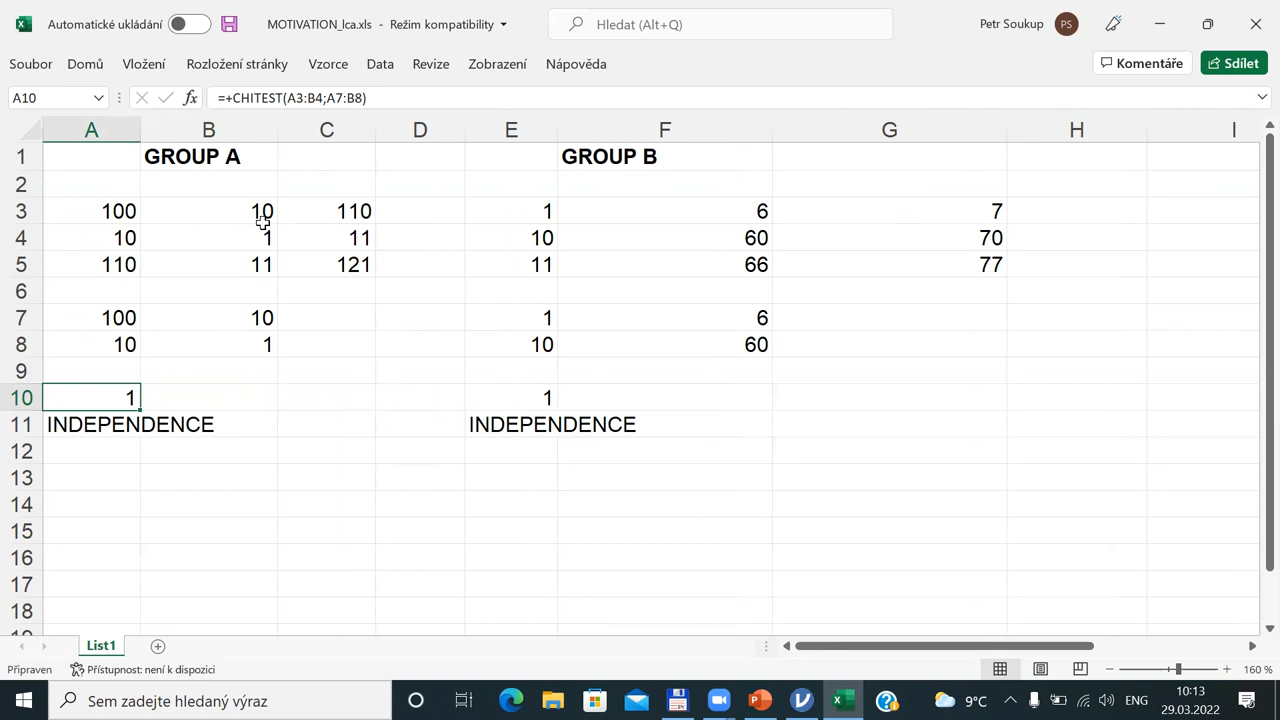 Automatické ukládání MOTIVATION_lca.xls - Režim kompatibility Hledat (Alt+Q) Petr Soukup PS
Soubor Domů Vložení Rozložení stránky Vzorce Data Revize Zobrazení Nápověda Komentáře Sdílet
A10 fx =+CHITEST(A3:B4;A7:B8)
A B C D E F G H I
1 GROUP A GROUP B
2
3 100 10 110 1 6 7
4 10 1 11 10 60 70
5 110 11 121 11 66 77
6
7 100 10 1 6
8 10 1 10 60
9
10 1 1
11 INDEPENDENCE INDEPENDENCE
12
13
14
15
16
17
18
List1
Připraven Přístupnost: není k dispozici 160 %
Sem zadejte hledaný výraz 9°C ENG 10:13
29.03.2022